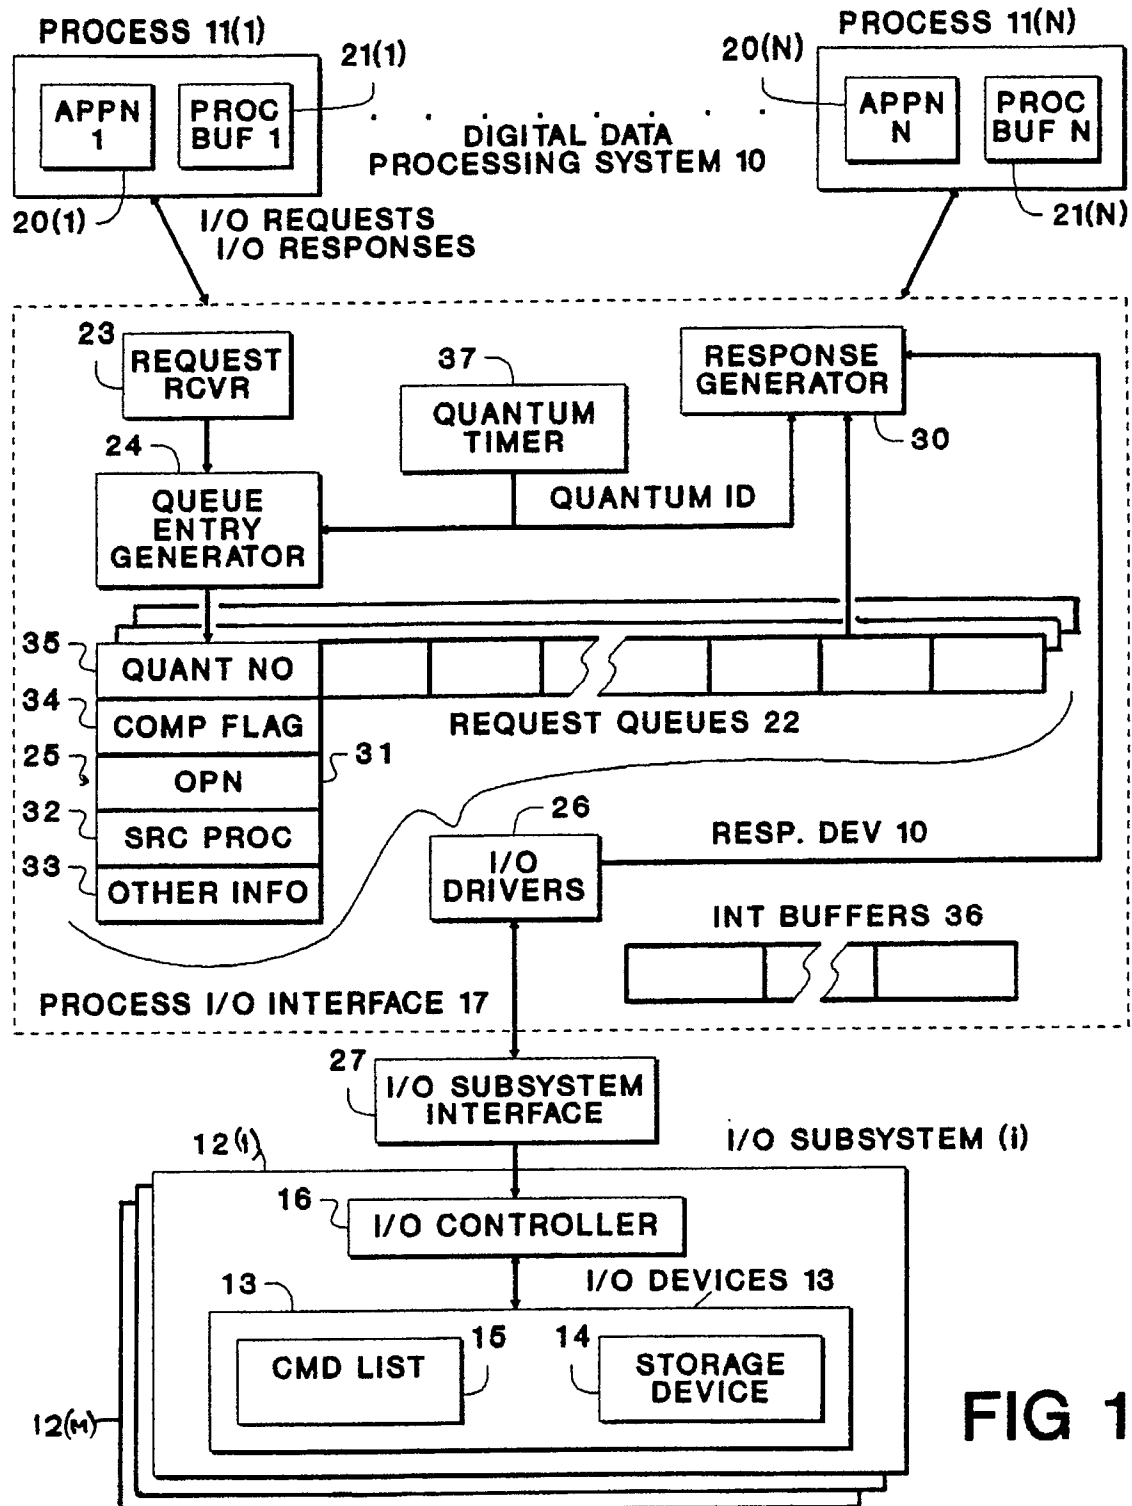 PROCESS 11(1)
PROCESS 11(N)
21(1)
20(N)
APPN
1
PROC
BUF 1
APPN
N
PROC
BUF N
DIGITAL DATA
PROCESSING SYSTEM 10
20(1)
21(N)
I/O REQUESTS
I/O RESPONSES
23
REQUEST
RCVR
37
QUANTUM
TIMER
RESPONSE
GENERATOR
30
24
QUEUE
ENTRY
GENERATOR
QUANTUM ID
35
QUANT NO
34
COMP FLAG
REQUEST QUEUES 22
25
OPN
31
32
SRC PROC
33
OTHER INFO
26
I/O
DRIVERS
RESP. DEV 10
INT BUFFERS 36
PROCESS I/O INTERFACE 17
27
I/O SUBSYSTEM
INTERFACE
12(i)
I/O SUBSYSTEM (i)
16
I/O CONTROLLER
13
I/O DEVICES 13
CMD LIST
15
14
STORAGE
DEVICE
12(M)
FIG 1